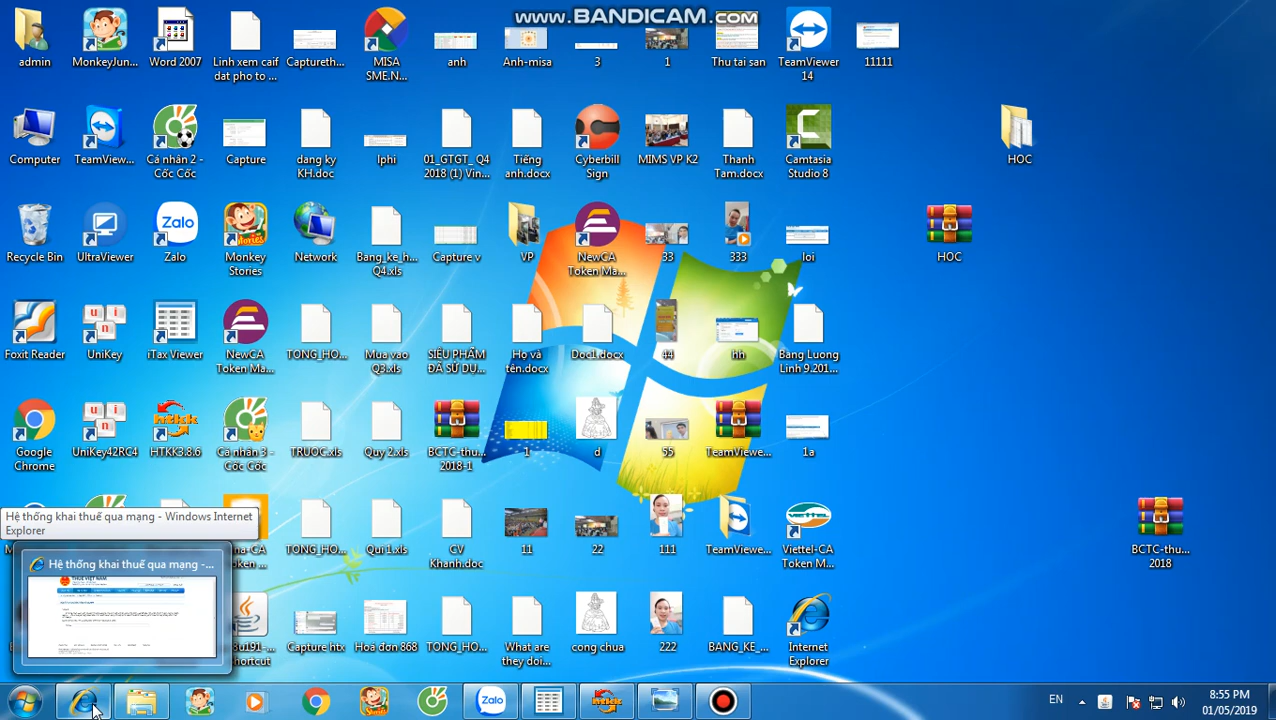 www.BANDICAM.com
admin
MonkeyJun...
Word 2007
Linh xem caif
dat pho to ...
Captureth...
MISA
SME.N...
anh
Anh-misa
3
1
Thu tai san
TeamViewer
14
11111
Computer
TeamView...
Cá nhân 2 -
Cốc Cốc
Capture
dang ky
KH.doc
lphi
01_GTGT_ Q4
2018 (1) Vin...
Tiếng
anh.docx
Cyberbill
Sign
MIMS VP K2
Thanh
Tam.docx
Camtasia
Studio 8
HOC
Recycle Bin
UltraViewer
Zalo
Zalo
Monkey
Stories
Network
Bang_ke_h...
Q4.xls
Capture v
VP
NewCA
Token Ma...
33
333
loi
HOC
Foxit Reader
UniKey
iTax Viewer
NewCA
Token Ma...
TONG_HO...
Mua vao
Q3.xls
SIÊU PHẨM
ĐÃ SỬ DỤ...
Họ và
tên.docx
Doc1.docx
44
hh
Bang Luong
Linh 9.201...
Google
Chrome
UniKey42RC4
HTKK3.8.6
Cá nhân 3 -
Cốc Cốc
TRUOC.xls
Quy 2.xls
BCTC-thu...
2018-1
1
d
55
TeamViewe...
1a
Hệ thống khai thuế qua mạng - Windows Internet
Explorer
TONG_HO...
Qui 1.xls
CV
Khanh.doc
11
22
111
TeamViewe...
Viettel-CA
Token M...
BCTC-thu...
2018
Hệ thống khai thuế qua mạng -...
THUẾ VIỆT NAM
Capture
hoa đơn 868
TONG_HO...
What are
they doi...
cong chua
222
BANG_KE_...
Internet
Explorer
Zalo
EN
8:55 PM
01/05/2019